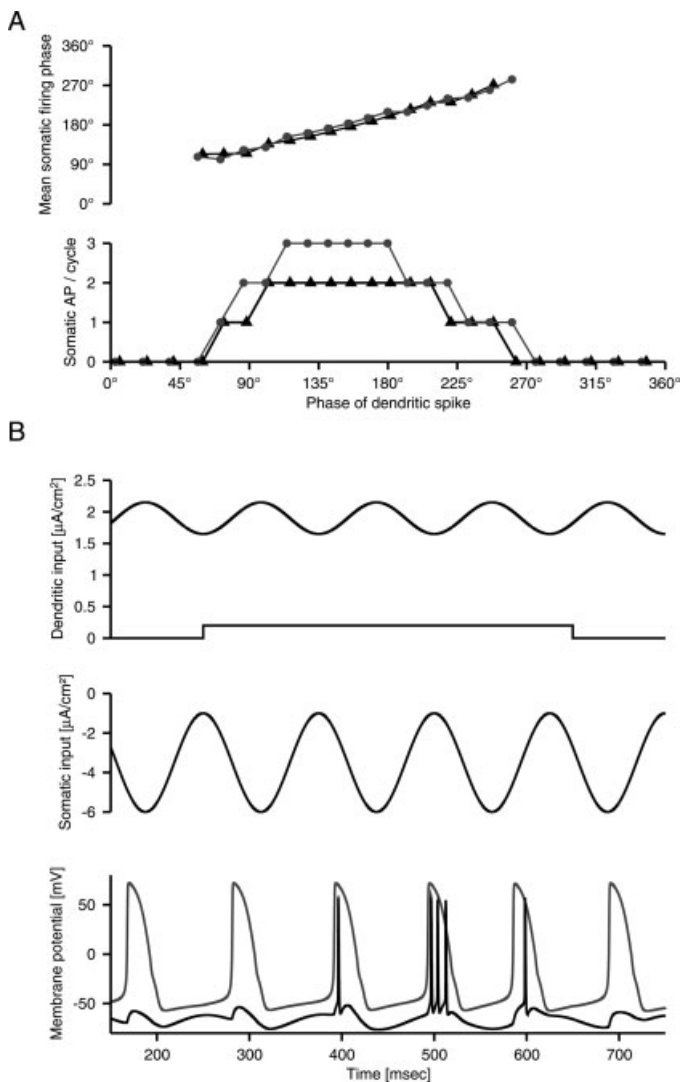 A
Mean somatic firing phase
360°
270°
180°
90°
0°
Somatic AP / cycle
3
2
1
0
0° 45° 90° 135° 180° 225° 270° 315° 360°
Phase of dendritic spike
B
Dendritic input [µA/cm²]
2.5
2
1.5
1
0.5
0
Somatic input [µA/cm²]
0
-2
-4
-6
Membrane potential [mV]
50
0
-50
200 300 400 500 600 700
Time [msec]